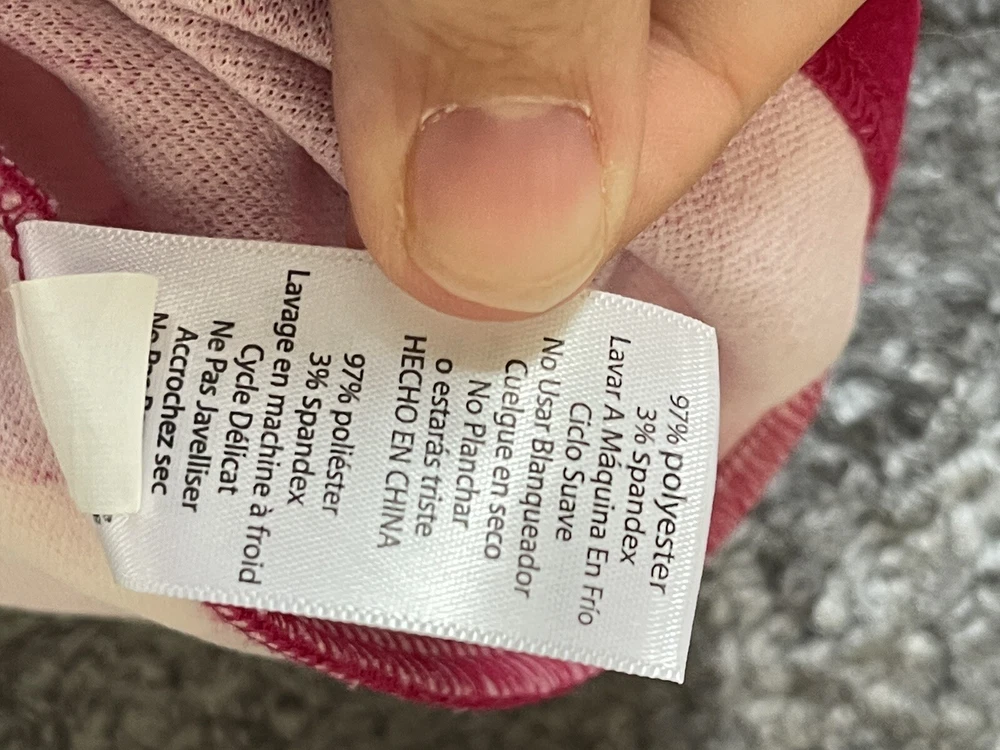 97% polyester
3% spandex
Lavar A Máquina En Frío
Ciclo Suave
No Usar Blanqueador
Cuelgue en seco
No Planchar
o estarás triste
HECHO EN CHINA
97% poliéster
3% spandex
Lavage en machine à froid
Cycle Délicat
Ne Pas Javelliser
Accrochez sec